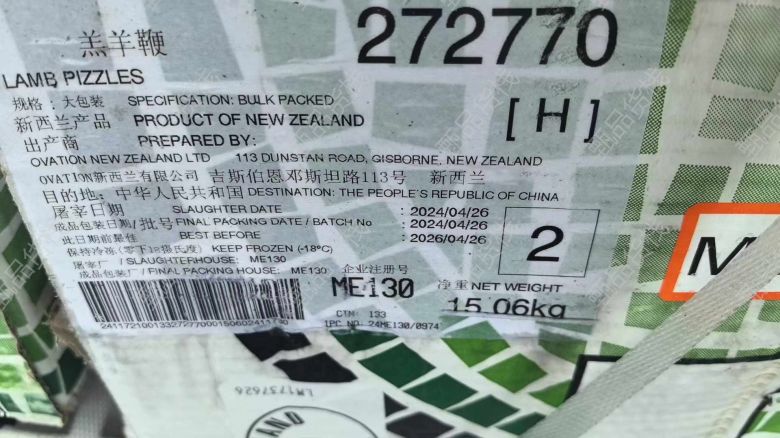 羔羊鞭
272770
LAMB PIZZLES
规格：大包装 SPECIFICATION: BULK PACKED
新西兰产品 PRODUCT OF NEW ZEALAND
[H]
出产商 PREPARED BY:
OVATION NEW ZEALAND LTD 113 DUNSTAN ROAD, GISBORNE, NEW ZEALAND
OVATION新西兰有限公司 吉斯伯恩邓斯坦路113号 新西兰
目的地: 中华人民共和国 DESTINATION: THE PEOPLE'S REPUBLIC OF CHINA
屠宰日期 SLAUGHTER DATE : 2024/04/26
成品包装日期/批号 FINAL PACKING DATE / BATCH No : 2024/04/26
此日期前最佳 BEST BEFORE : 2026/04/26
2
保持冷冻(零下18摄氏度) KEEP FROZEN (-18°C)
屠宰厂 / SLAUGHTERHOUSE: ME130
成品包装厂 / FINAL PACKING HOUSE: ME130 企业注册号 ME130
净重 NET WEIGHT
15.06kg
CTN: 133
IPC NO: 24ME130/0974
LM1737626
M